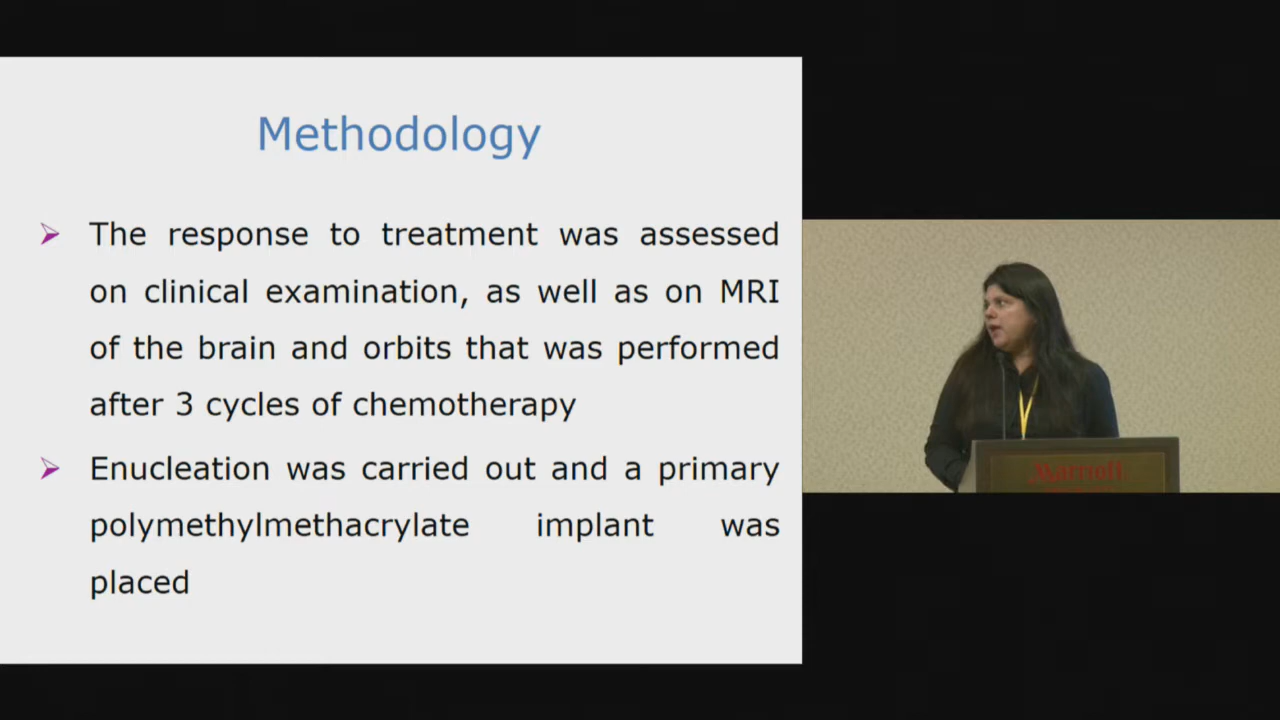 Methodology
The response to treatment was assessed
on clinical examination, as well as on MRI
of the brain and orbits that was performed
after 3 cycles of chemotherapy
Enucleation was carried out and a primary
polymethylmethacrylate implant was
placed
Marriott